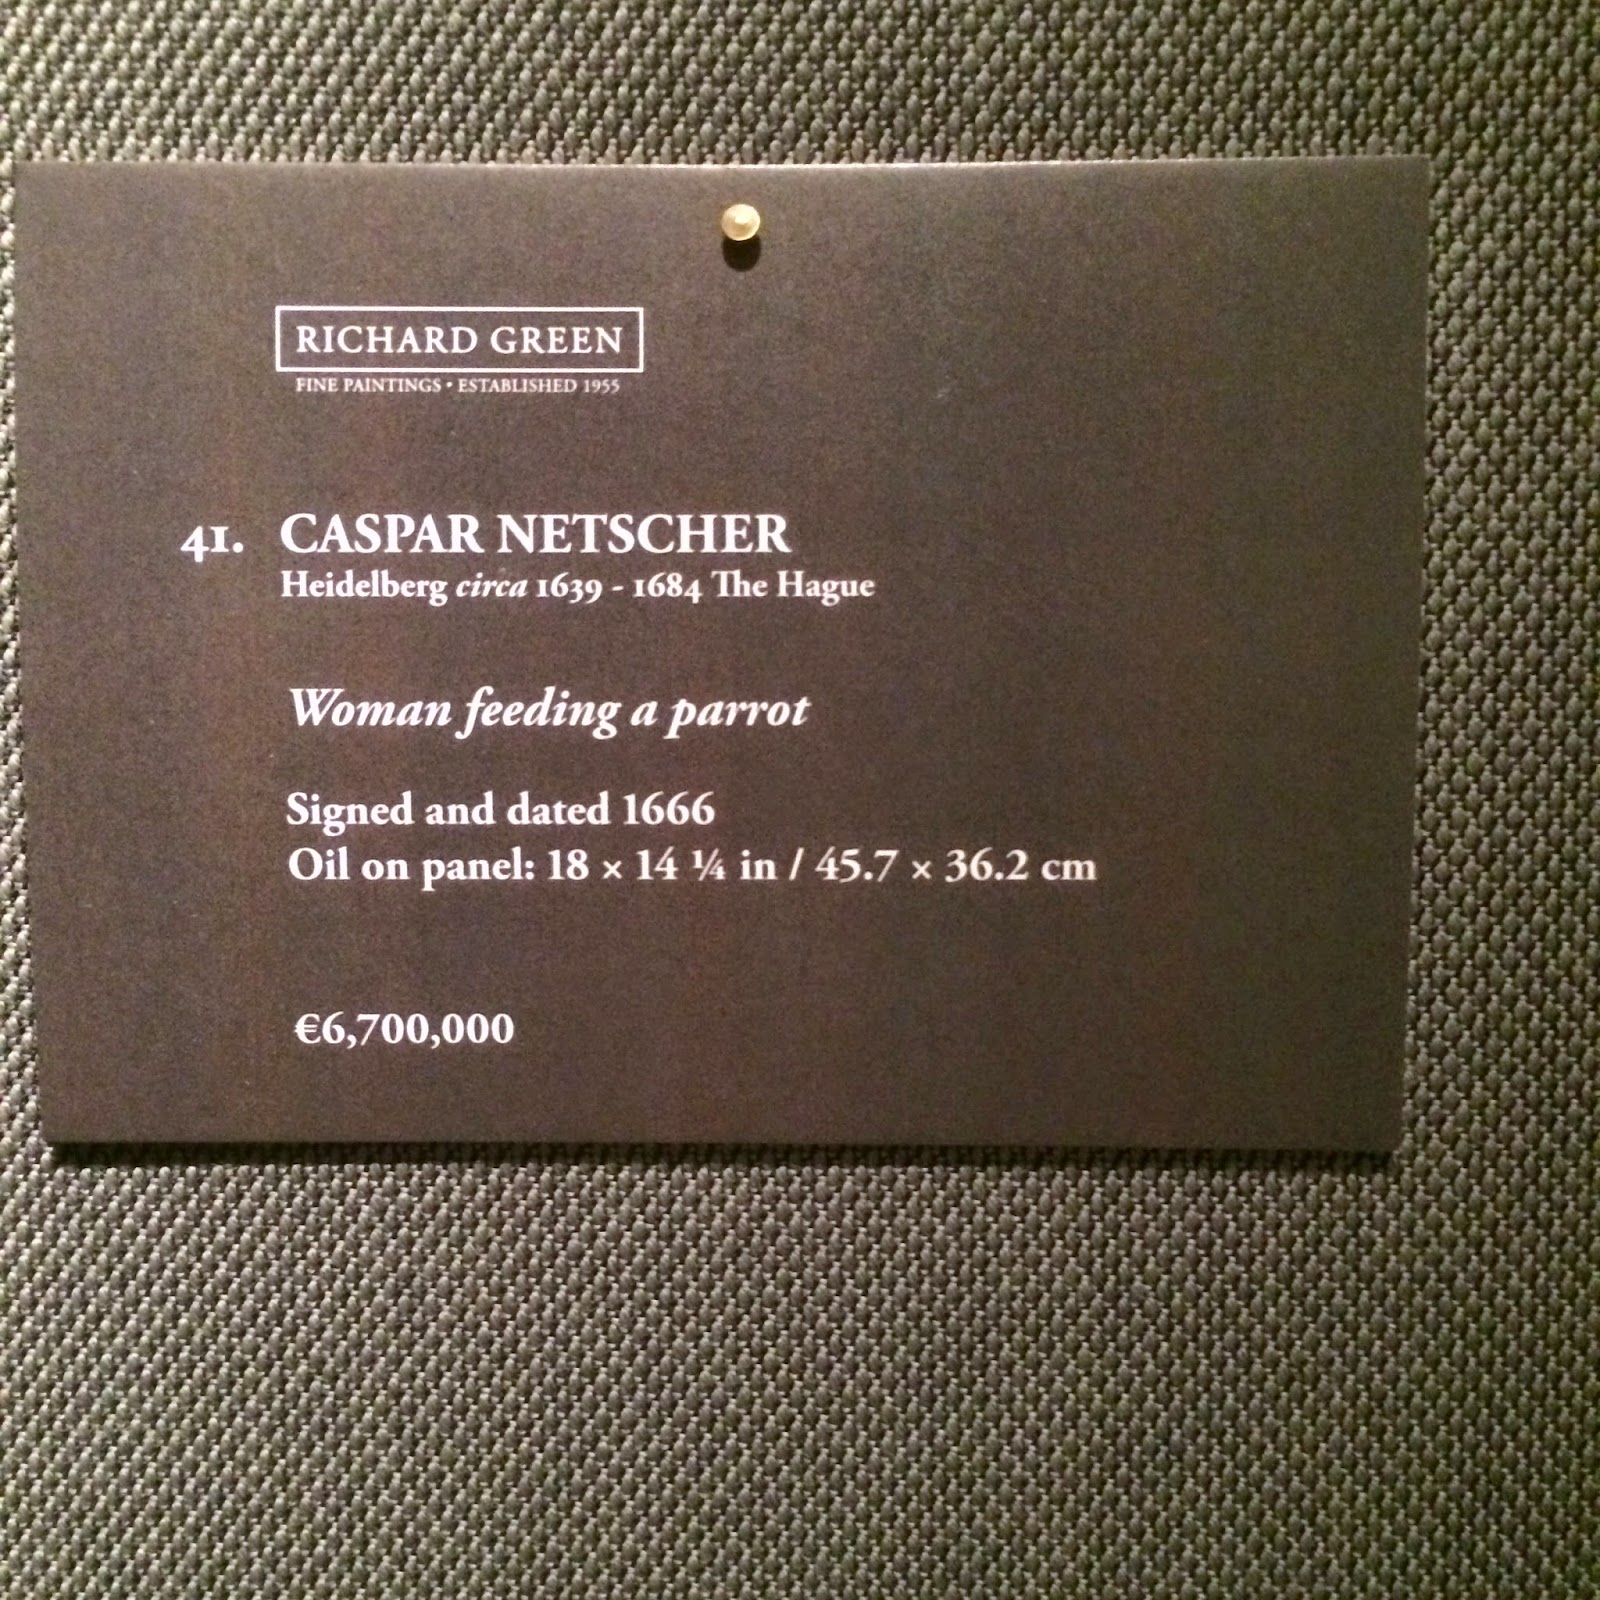 RICHARD GREEN
FINE PAINTINGS • ESTABLISHED 1955
41. CASPAR NETSCHER
Heidelberg circa 1639 - 1684 The Hague
Woman feeding a parrot
Signed and dated 1666
Oil on panel: 18 × 14 ¼ in / 45.7 × 36.2 cm
€6,700,000